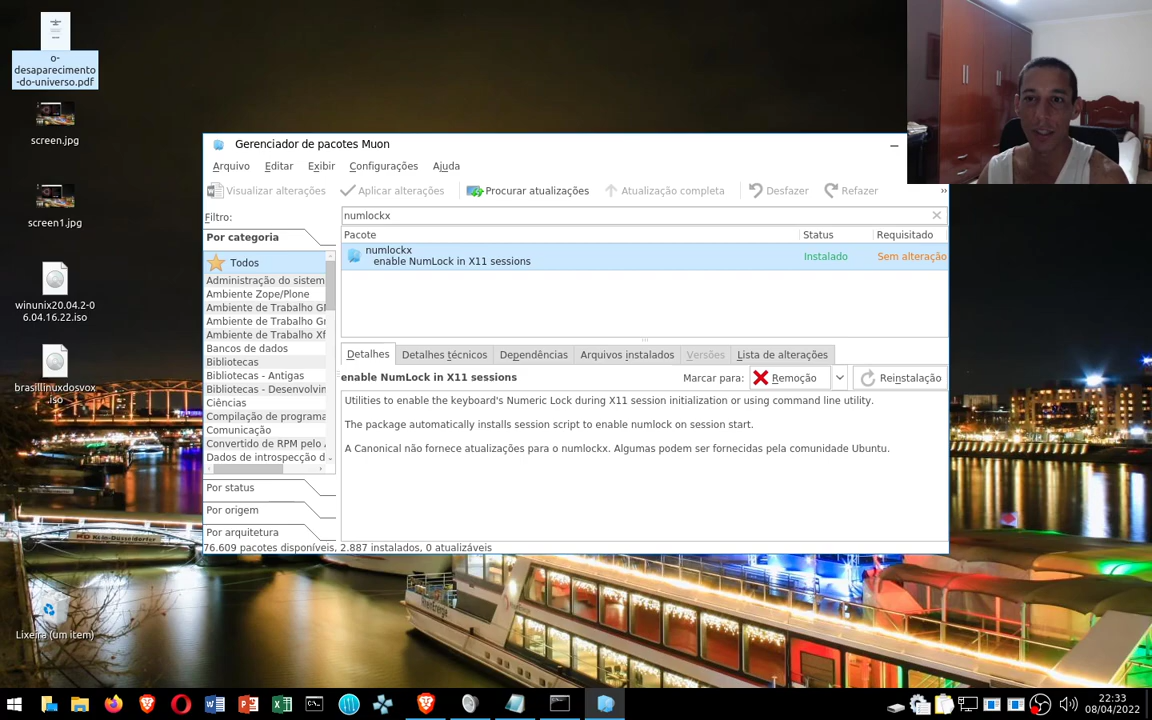 o-
desaparecimento
-do-universo.pdf
screen.jpg
screen1.jpg
winunix20.04.2-0
6.04.16.22.iso
brasillinuxdosvox
.iso
Lixeira (um item)
Gerenciador de pacotes Muon
Arquivo Editar Exibir Configurações Ajuda
Visualizar alterações Aplicar alterações Procurar atualizações Atualização completa Desfazer Refazer »
Filtro: numlockx
Por categoria
Todos
Administração do sistem
Ambiente Zope/Plone
Ambiente de Trabalho G
Ambiente de Trabalho Gr
Ambiente de Trabalho Xf
Bancos de dados
Bibliotecas
Bibliotecas - Antigas
Bibliotecas - Desenvolvin
Ciências
Compilação de programa
Comunicação
Convertido de RPM pelo
Dados de introspecção d
Por status
Por origem
Por arquitetura
Pacote Status Requisitado
numlockx
enable NumLock in X11 sessions Instalado Sem alteração
Detalhes Detalhes técnicos Dependências Arquivos instalados Versões Lista de alterações
enable NumLock in X11 sessions Marcar para: Remoção Reinstalação
Utilities to enable the keyboard's Numeric Lock during X11 session initialization or using command line utility.
The package automatically installs session script to enable numlock on session start.
A Canonical não fornece atualizações para o numlockx. Algumas podem ser fornecidas pela comunidade Ubuntu.
76.609 pacotes disponíveis, 2.887 instalados, 0 atualizáveis
22:33
08/04/2022